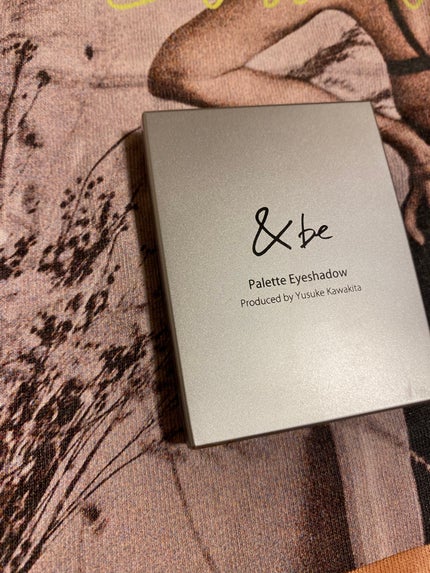 & be
Palette Eyeshadow
Produced by Yusuke Kawakita